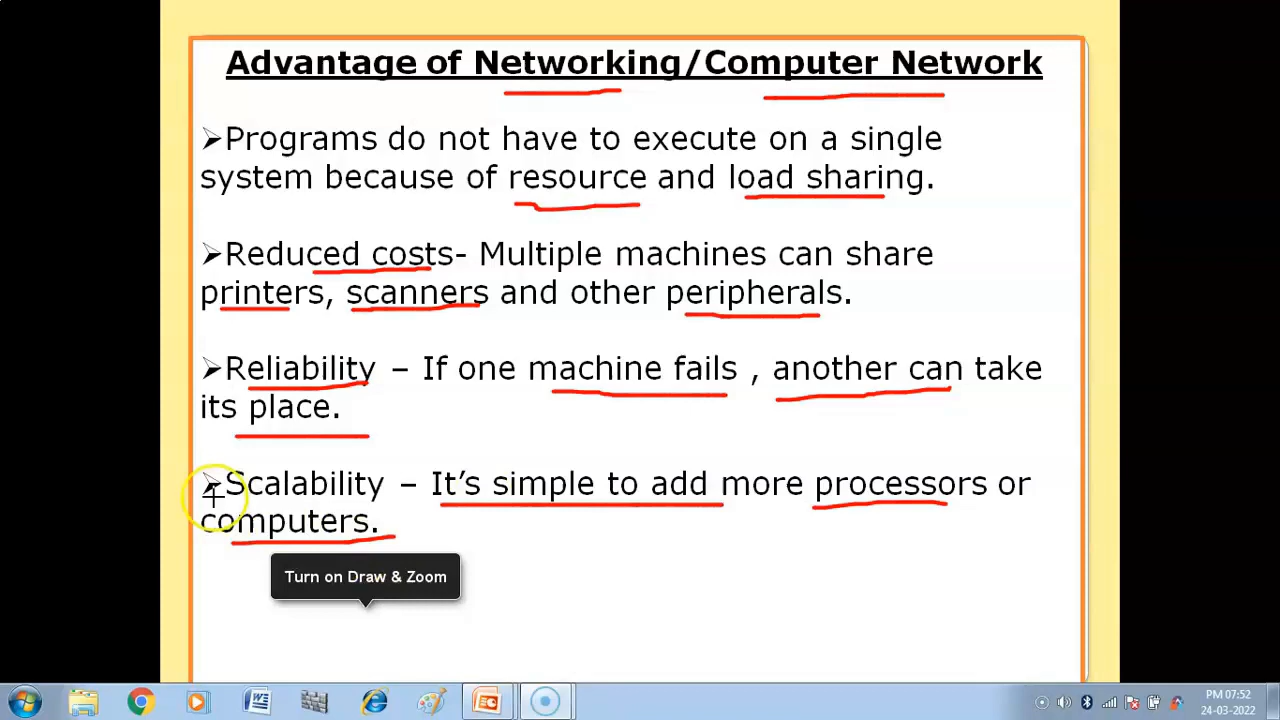 Advantage of Networking/Computer Network
➢Programs do not have to execute on a single
system because of resource and load sharing.
➢Reduced costs- Multiple machines can share
printers, scanners and other peripherals.
➢Reliability – If one machine fails , another can take
its place.
➢Scalability – It’s simple to add more processors or
computers.
Turn on Draw & Zoom
PM 07:52
24-03-2022